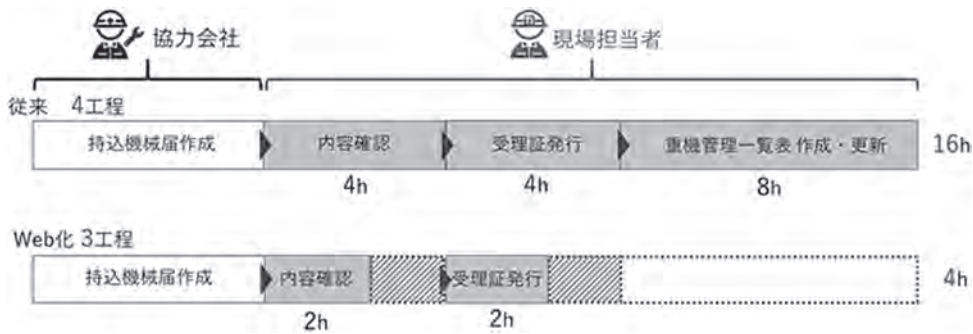 協力会社
現場担当者
従来 4工程
持込機械届作成 内容確認 受理証発行 重機管理一覧表 作成・更新 16h
4h 4h 8h
Web化 3工程
持込機械届作成 内容確認 受理証発行 4h
2h 2h